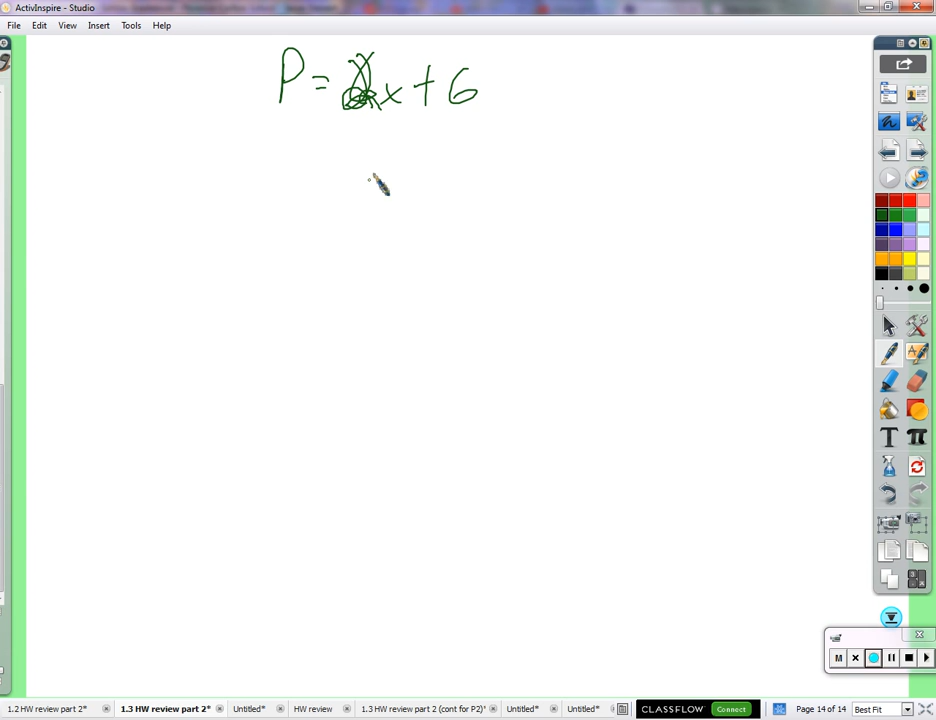 ActivInspire - Studio
File Edit View Insert Tools Help
P = x + 6
T π
M
1.2 HW review part 2* 1.3 HW review part 2* Untitled* HW review 1.3 HW review part 2 (cont for P2)* Untitled* Untitled* CLASSFLOW Connect Page 14 of 14 Best Fit